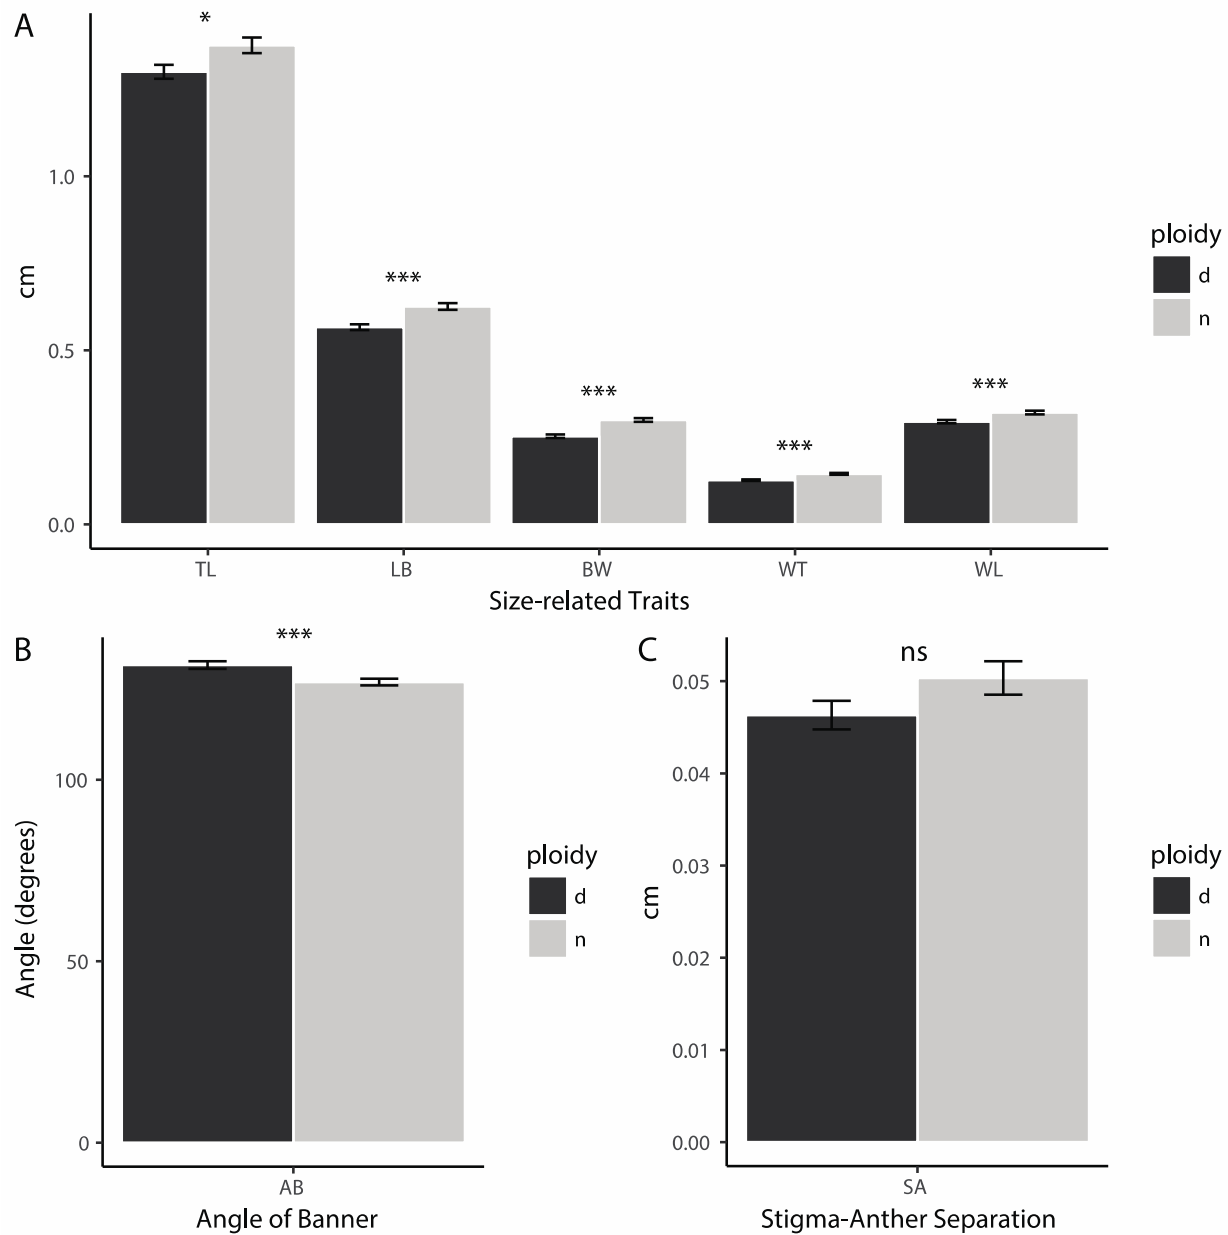 A
*
1.0
***
cm
ploidy
d
n
0.5
***
***
***
0.0
TL LB BW WT WL
Size-related Traits
B
***
100
Angle (degrees)
50
0
ploidy
d
n
AB
Angle of Banner
C
ns
0.05
0.04
0.03
cm
0.02
0.01
0.00
ploidy
d
n
SA
Stigma-Anther Separation